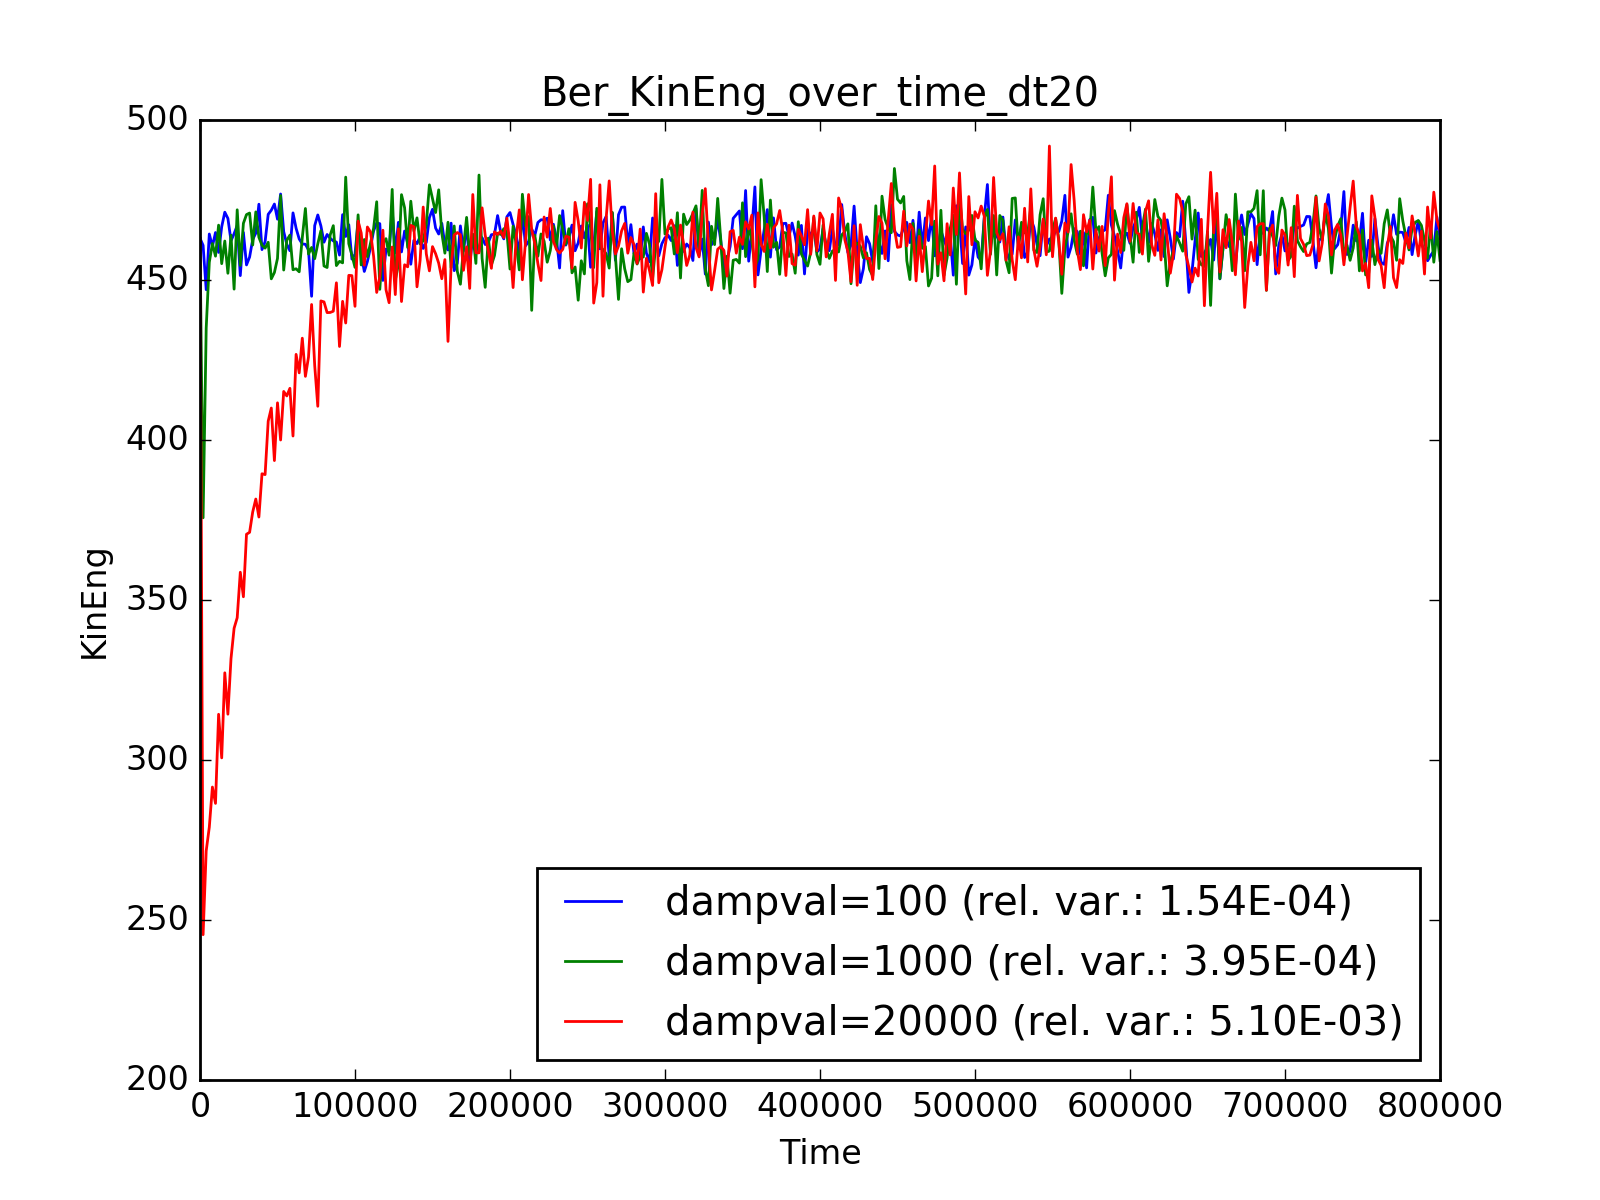 Ber_KinEng_over_time_dt20
500
450
400
350
300
250
200
KinEng
dampval=100 (rel. var.: 1.54E-04)
dampval=1000 (rel. var.: 3.95E-04)
dampval=20000 (rel. var.: 5.10E-03)
0 100000 200000 300000 400000 500000 600000 700000 800000
Time